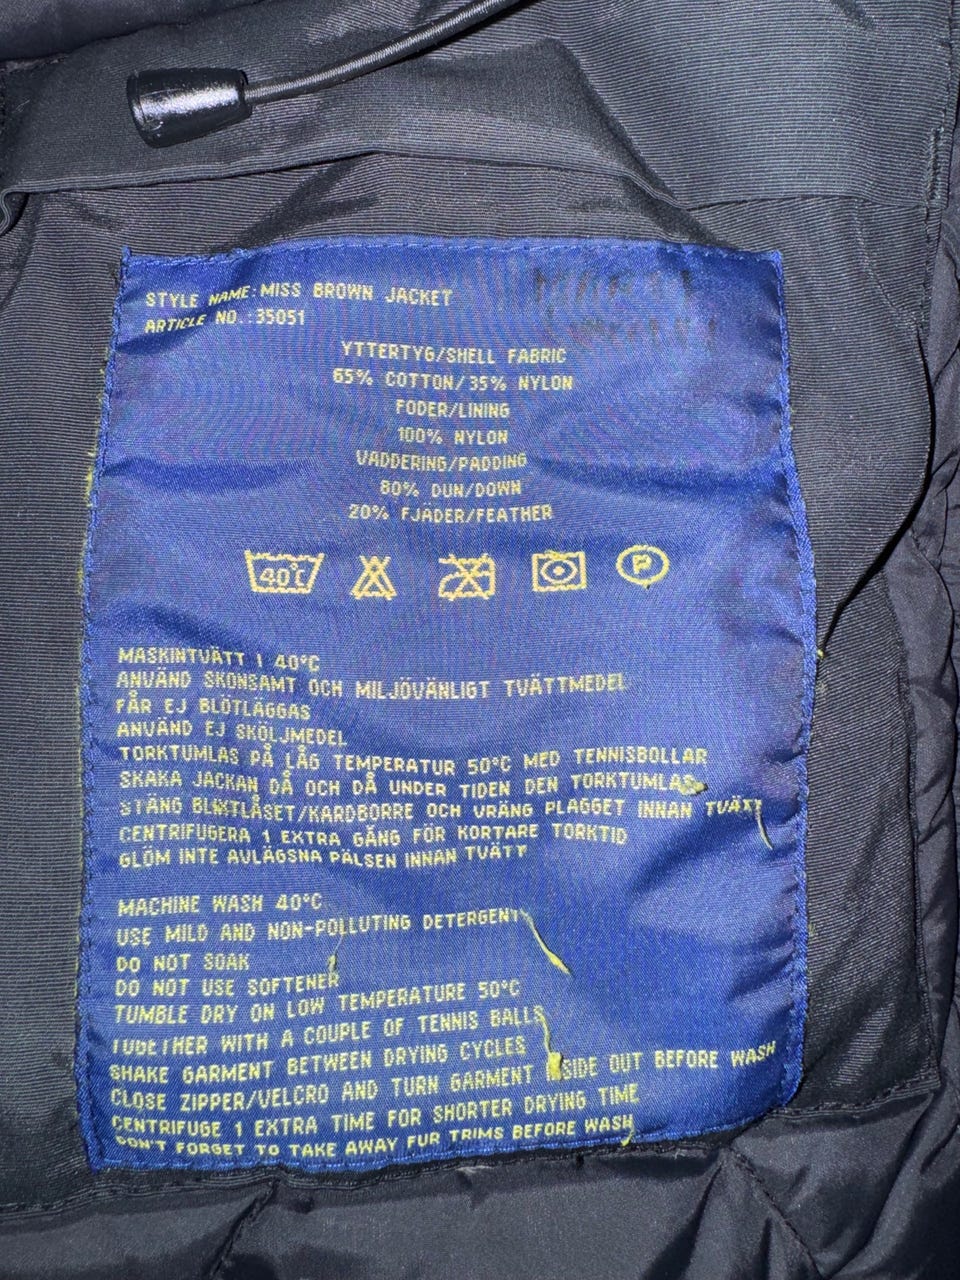 STYLE NAME:MISS BROWN JACKET
ARTICLE NO.:35051
YTTERTYG/SHELL FABRIC
65% COTTON/35% NYLON
FODER/LINING
100% NYLON
VADDERING/PADDING
80% DUN/DOWN
20% FJÄDER/FEATHER
40°C P
MASKINTVÄTT I 40°C
ANVÄND SKONSAMT OCH MILJÖVÄNLIGT TVÄTTMEDEL
FÅR EJ BLÖTLÄGGAS
ANVÄND EJ SKÖLJMEDEL
TORKTUMLAS PÅ LÅG TEMPERATUR 50°C MED TENNISBOLLAR
SKAKA JACKAN DÅ OCH DÅ UNDER TIDEN DEN TORKTUMLAS
STÄNG BLIXTLÅSET/KARDBORRE OCH VRÄNG PLAGGET INNAN TVÄTT
CENTRIFUGERA 1 EXTRA GÅNG FÖR KORTARE TORKTID
GLÖM INTE AVLÄGSNA PÄLSEN INNAN TVÄTT
MACHINE WASH 40°C
USE MILD AND NON-POLLUTING DETERGENT
DO NOT SOAK
DO NOT USE SOFTENER
TUMBLE DRY ON LOW TEMPERATURE 50°C
TOGETHER WITH A COUPLE OF TENNIS BALLS
SHAKE GARMENT BETWEEN DRYING CYCLES
CLOSE ZIPPER/VELCRO AND TURN GARMENT INSIDE OUT BEFORE WASH
CENTRIFUGE 1 EXTRA TIME FOR SHORTER DRYING TIME
DON'T FORGET TO TAKE AWAY FUR TRIMS BEFORE WASH